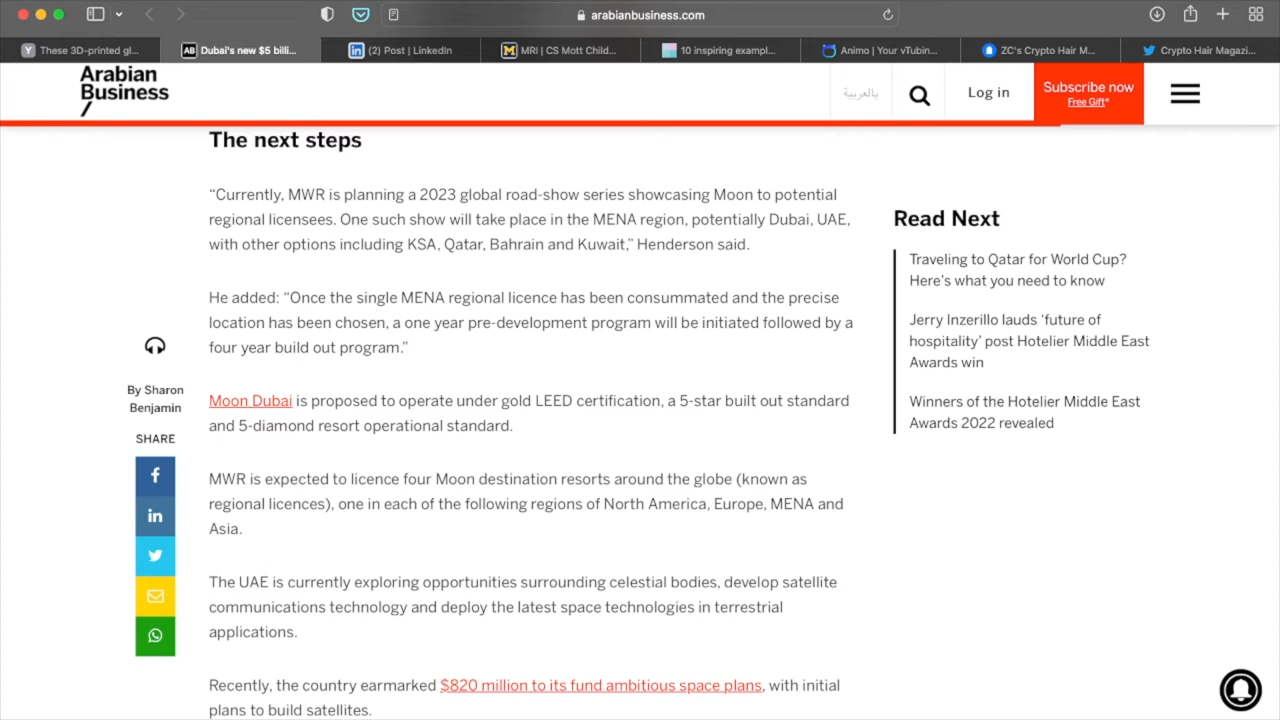 arabianbusiness.com
These 3D-printed gl...
Dubai's new $5 billi...
(2) Post | LinkedIn
MRI | CS Mott Child...
10 inspiring exampl...
Animo | Your vTubin...
ZC's Crypto Hair M...
Crypto Hair Magazi...
Arabian
Business
بالعربية
Log in
Subscribe now
Free Gift*
The next steps
“Currently, MWR is planning a 2023 global road-show series showcasing Moon to potential
regional licensees. One such show will take place in the MENA region, potentially Dubai, UAE,
with other options including KSA, Qatar, Bahrain and Kuwait,” Henderson said.
He added: “Once the single MENA regional licence has been consummated and the precise
location has been chosen, a one year pre-development program will be initiated followed by a
four year build out program.”
By Sharon
Benjamin
SHARE
Moon Dubai is proposed to operate under gold LEED certification, a 5-star built out standard
and 5-diamond resort operational standard.
MWR is expected to licence four Moon destination resorts around the globe (known as
regional licences), one in each of the following regions of North America, Europe, MENA and
Asia.
The UAE is currently exploring opportunities surrounding celestial bodies, develop satellite
communications technology and deploy the latest space technologies in terrestrial
applications.
Recently, the country earmarked $820 million to its fund ambitious space plans, with initial
plans to build satellites.
Read Next
Traveling to Qatar for World Cup?
Here’s what you need to know
Jerry Inzerillo lauds ‘future of
hospitality’ post Hotelier Middle East
Awards win
Winners of the Hotelier Middle East
Awards 2022 revealed